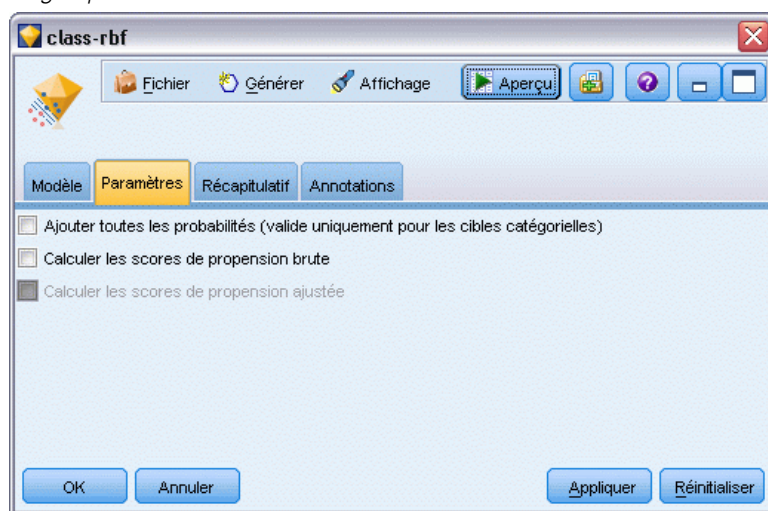 class-rbf
Fichier Générer Affichage Aperçu
Modèle Paramètres Récapitulatif Annotations
Ajouter toutes les probabilités (valide uniquement pour les cibles catégorielles)
Calculer les scores de propension brute
Calculer les scores de propension ajustée
OK Annuler Appliquer Réinitialiser